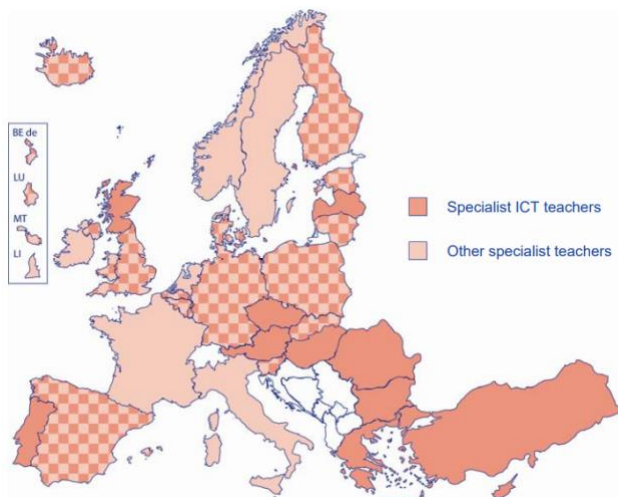 BE de
LU
MT
LI
Specialist ICT teachers
Other specialist teachers